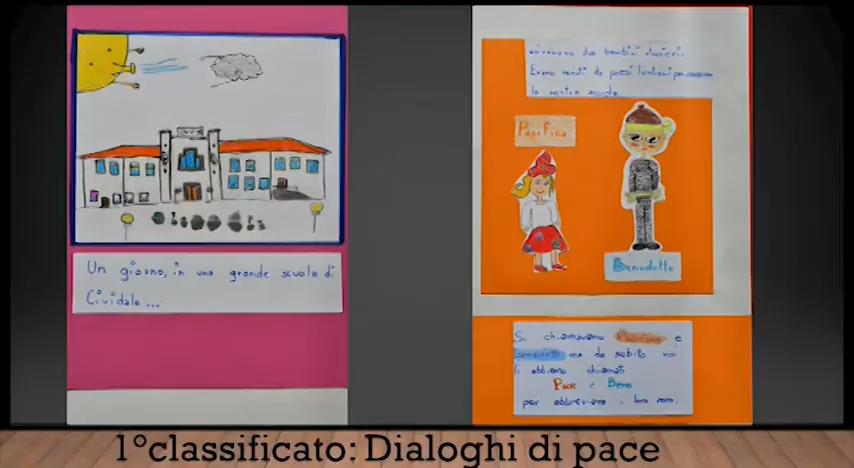 Un giorno, in una grande scuola di
Cividale...
arrivarono due bambini stranieri.
Erano venuti da paesi lontani per conoscere
la nostra scuola.
Pacifica
Benedetto
Si chiamavano e
ma da subito noi
li abbiamo chiamati
Pace e Bene
per abbreviare i loro nomi.
1°classificato: Dialoghi di pace